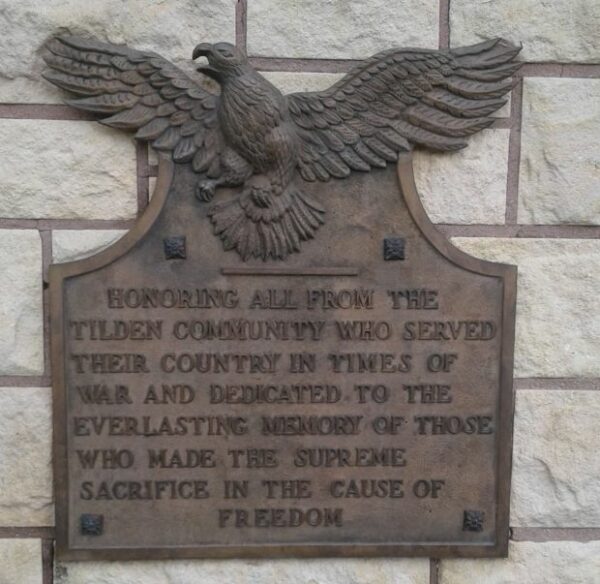 HONORING ALL FROM THE
TILDEN COMMUNITY WHO SERVED
THEIR COUNTRY IN TIMES OF
WAR AND DEDICATED TO THE
EVERLASTING MEMORY OF THOSE
WHO MADE THE SUPREME
SACRIFICE IN THE CAUSE OF
FREEDOM